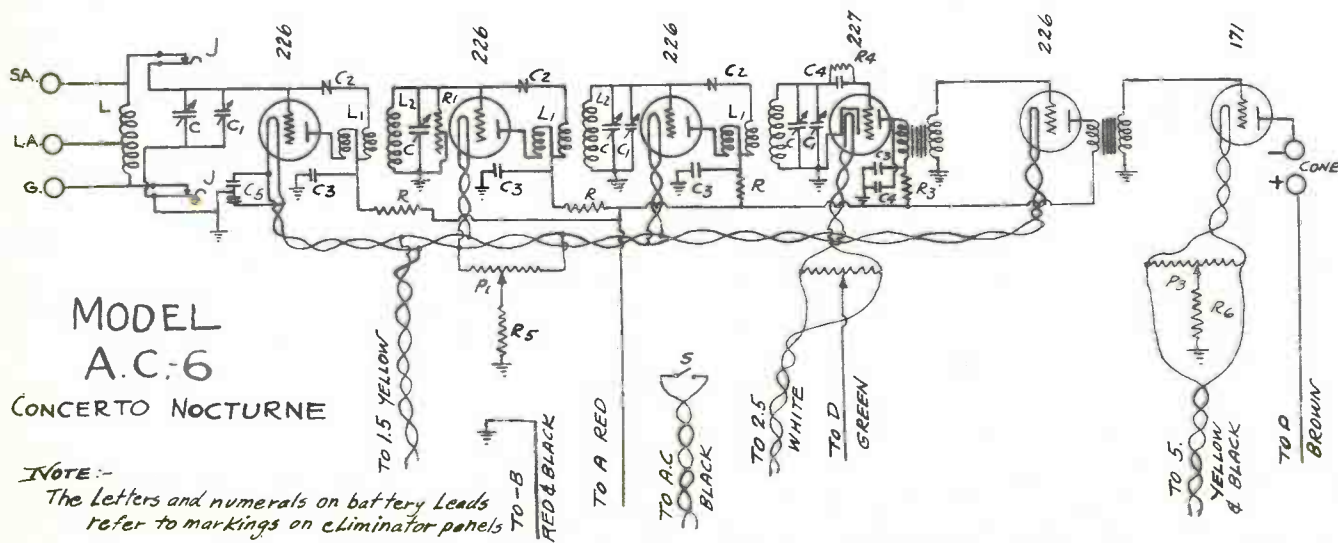 226
226
226
227
226
171
SA.
L.A.
G.
L
J
J
C
C1
C2
L1
C5
C3
R
L2
R1
C
C2
L1
C3
R
L2
C
C1
C2
L1
C3
R
C4
R4
C
C1
C3
C4
R3
CONE
+
P1
R5
S
P3
R6
MODEL
A.C.-6
CONCERTO NOCTURNE
TO 1.5 YELLOW
TO -B
RED & BLACK
TO A RED
TO A.C
BLACK
TO 2.5
WHITE
TO D
GREEN
TO 5.
YELLOW
& BLACK
TO D
BROWN
NOTE:-
The Letters and numerals on battery Leads
refer to markings on eliminator panels